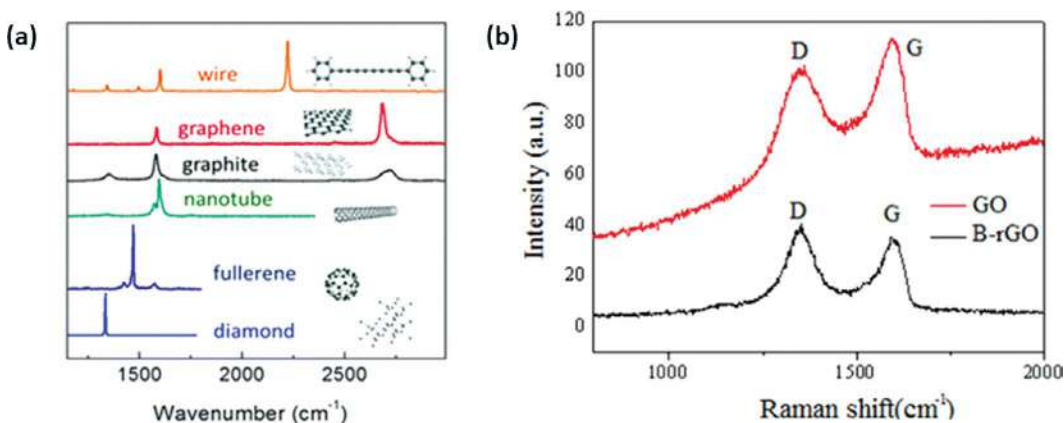 (a)
wire
graphene
graphite
nanotube
fullerene
diamond
1500 2000 2500
Wavenumber (cm⁻¹)
(b)
120
100
80
60
40
20
0
Intensity (a.u.)
D
G
D
G
GO
B-rGO
1000 1500 2000
Raman shift(cm⁻¹)